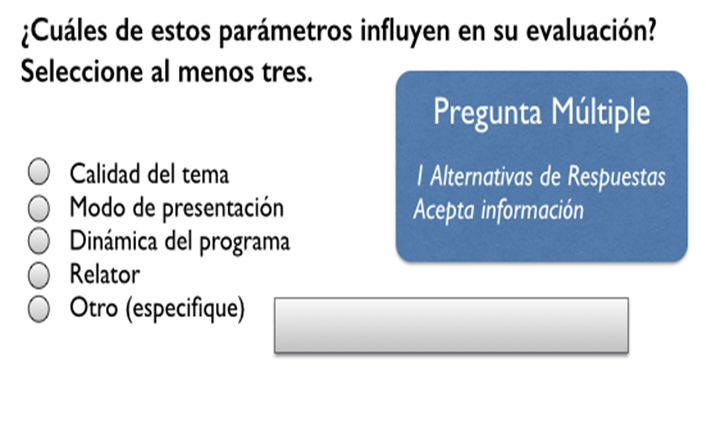 ¿Cuáles de estos parámetros influyen en su evaluación?
Seleccione al menos tres.
Pregunta Múltiple
1 Alternativas de Respuestas
Acepta información
Calidad del tema
Modo de presentación
Dinámica del programa
Relator
Otro (especifique)